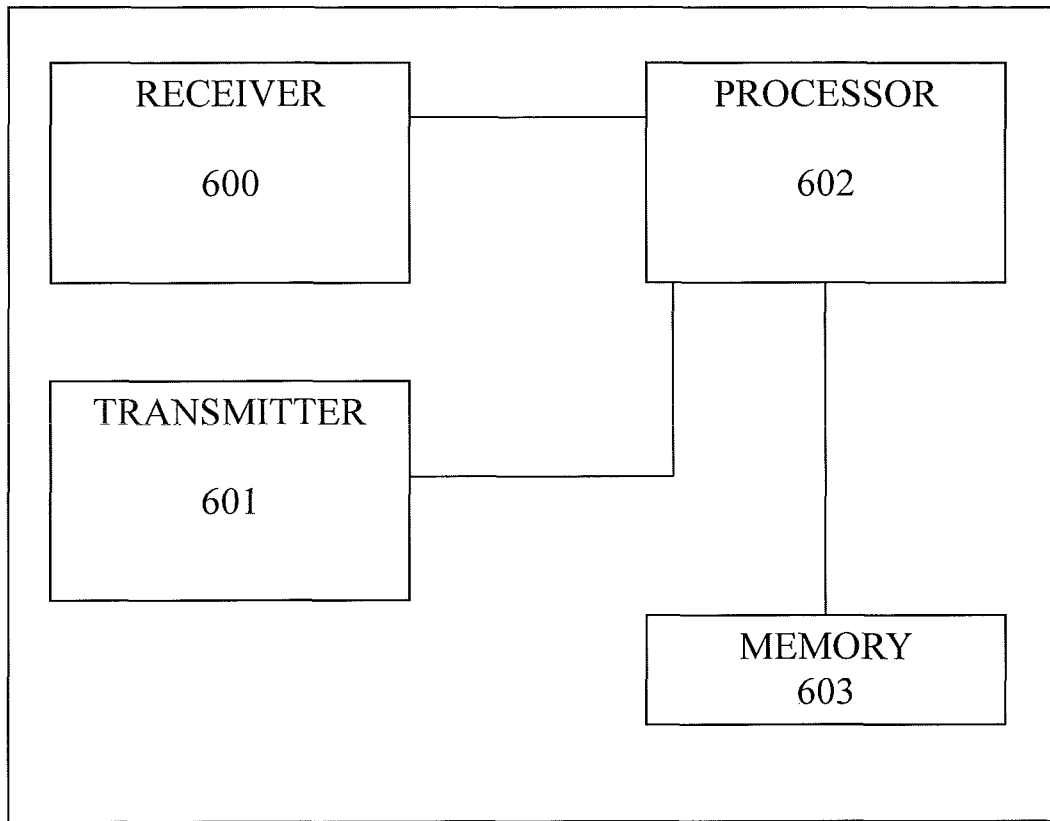 RECEIVER
600
PROCESSOR
602
TRANSMITTER
601
MEMORY
603